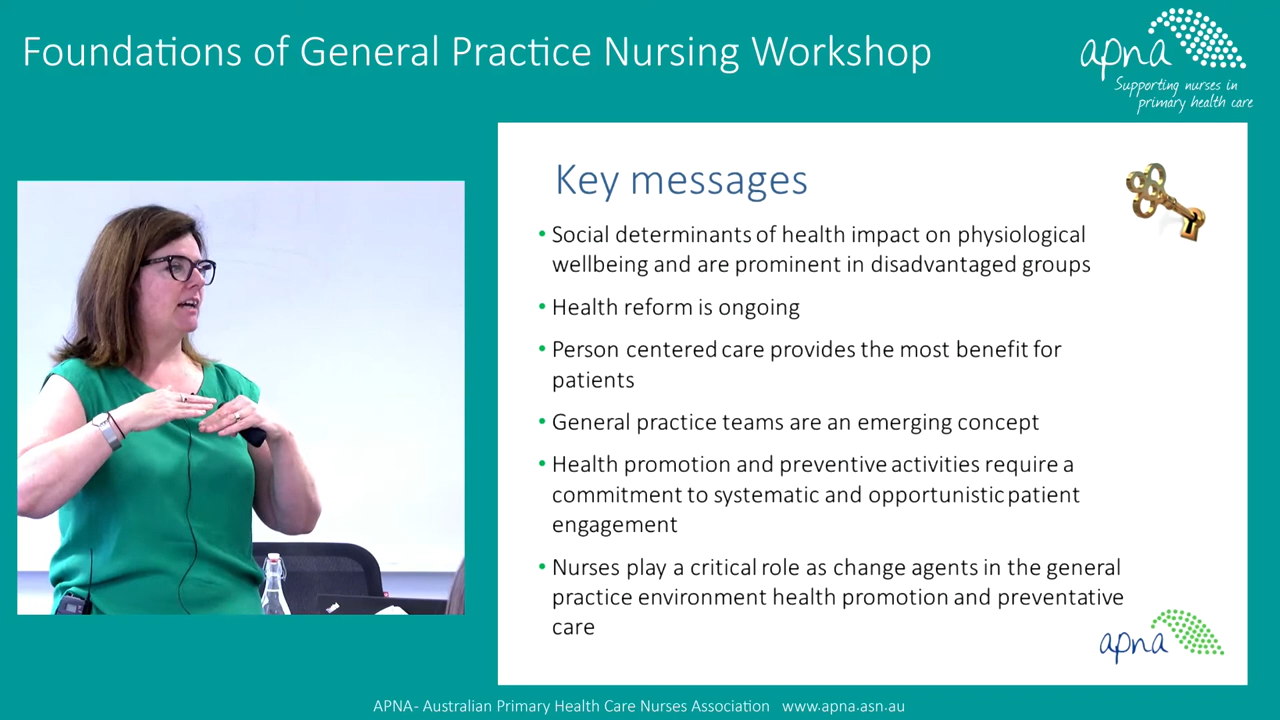 Foundations of General Practice Nursing Workshop
apna
Supporting nurses in
primary health care
Key messages
• Social determinants of health impact on physiological
wellbeing and are prominent in disadvantaged groups
• Health reform is ongoing
• Person centered care provides the most benefit for
patients
• General practice teams are an emerging concept
• Health promotion and preventive activities require a
commitment to systematic and opportunistic patient
engagement
• Nurses play a critical role as change agents in the general
practice environment health promotion and preventative
care
apna
APNA- Australian Primary Health Care Nurses Association www.apna.asn.au